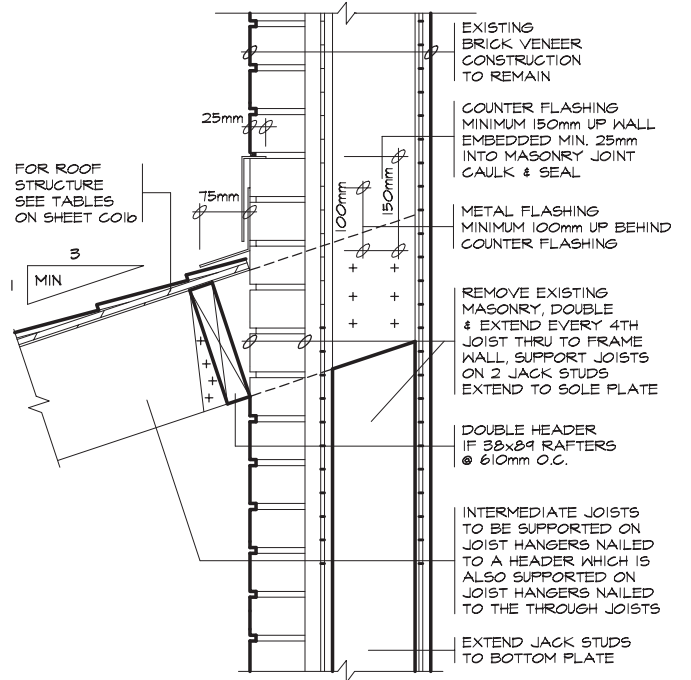 EXISTING
BRICK VENEER
CONSTRUCTION
TO REMAIN
25mm
COUNTER FLASHING
MINIMUM 150mm UP WALL
EMBEDDED MIN. 25mm
INTO MASONRY JOINT
CAULK & SEAL
FOR ROOF
STRUCTURE
SEE TABLES
ON SHEET C016
75mm
100mm
150mm
METAL FLASHING
MINIMUM 100mm UP BEHIND
COUNTER FLASHING
3
1
MIN
REMOVE EXISTING
MASONRY, DOUBLE
& EXTEND EVERY 4TH
JOIST THRU TO FRAME
WALL, SUPPORT JOISTS
ON 2 JACK STUDS
EXTEND TO SOLE PLATE
DOUBLE HEADER
IF 38x89 RAFTERS
@ 610mm O.C.
INTERMEDIATE JOISTS
TO BE SUPPORTED ON
JOIST HANGERS NAILED
TO A HEADER WHICH IS
ALSO SUPPORTED ON
JOIST HANGERS NAILED
TO THE THROUGH JOISTS
EXTEND JACK STUDS
TO BOTTOM PLATE